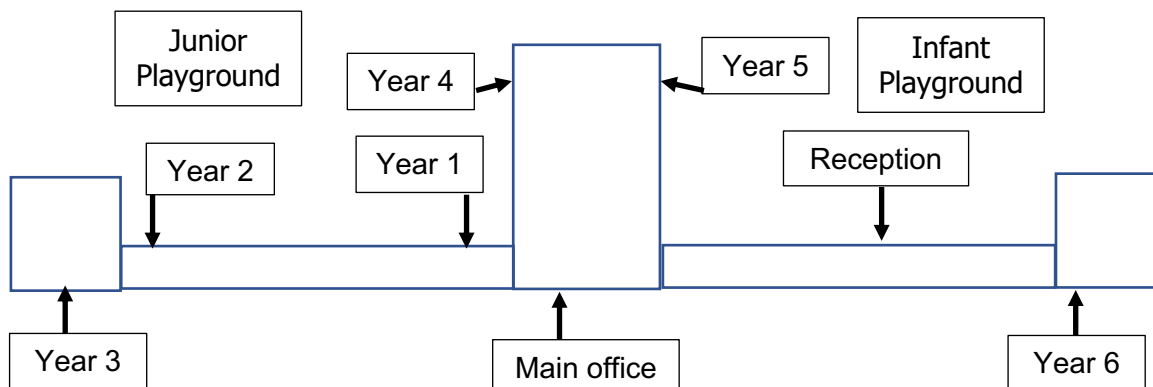 Junior
Playground
Year 4
Year 5
Infant
Playground
Year 2
Year 1
Reception
Year 3
Main office
Year 6